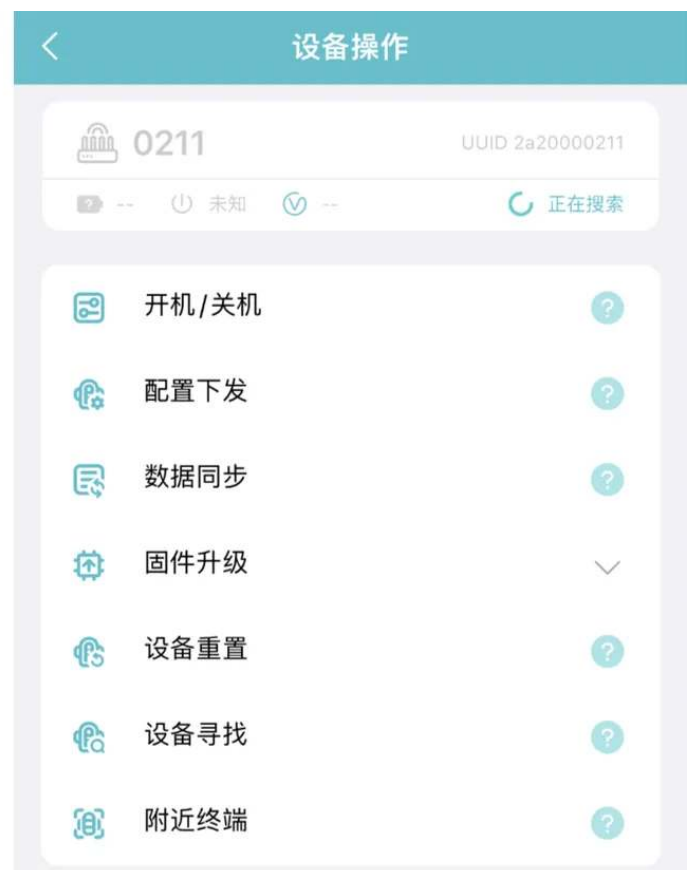 设备操作
0211 UUID 2a20000211
-- 未知 -- 正在搜索
开机/关机 ?
配置下发 ?
数据同步 ?
固件升级
设备重置 ?
设备寻找 ?
附近终端 ?